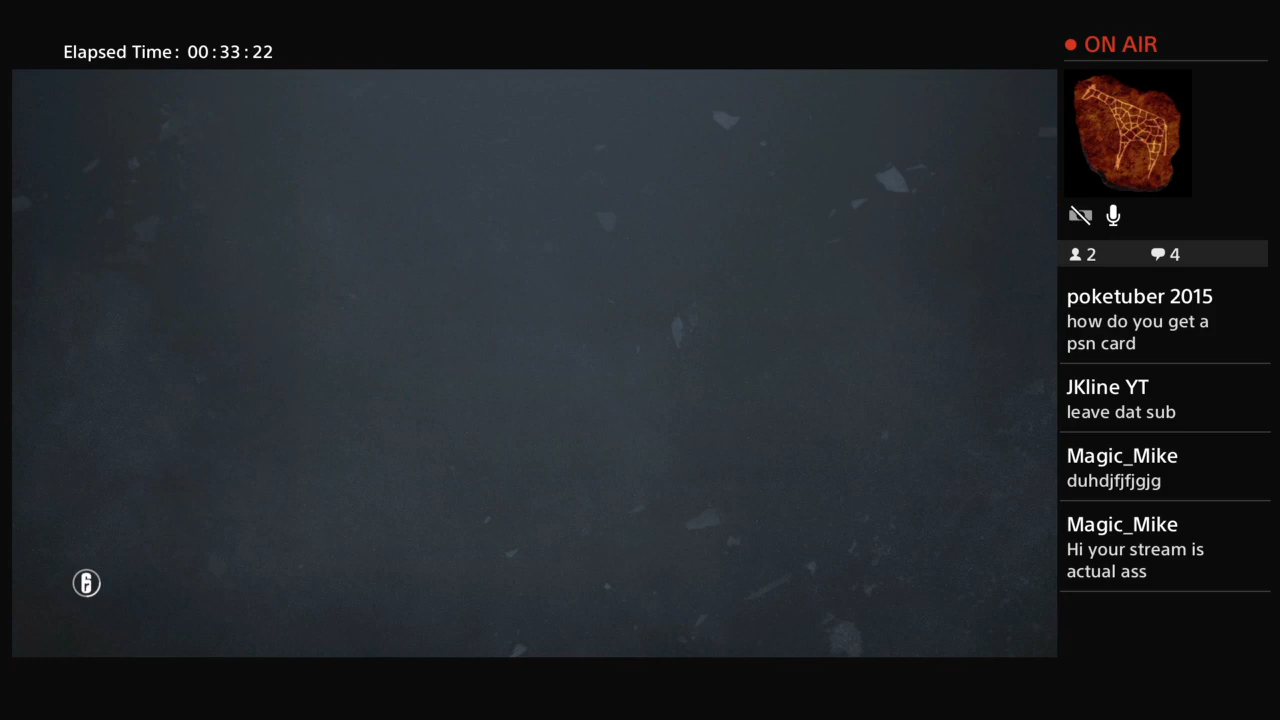 Elapsed Time: 00:33:22
ON AIR
2
4
poketuber 2015
how do you get a
psn card
JKline YT
leave dat sub
Magic_Mike
duhdjfjfjgjg
Magic_Mike
Hi your stream is
actual ass
6